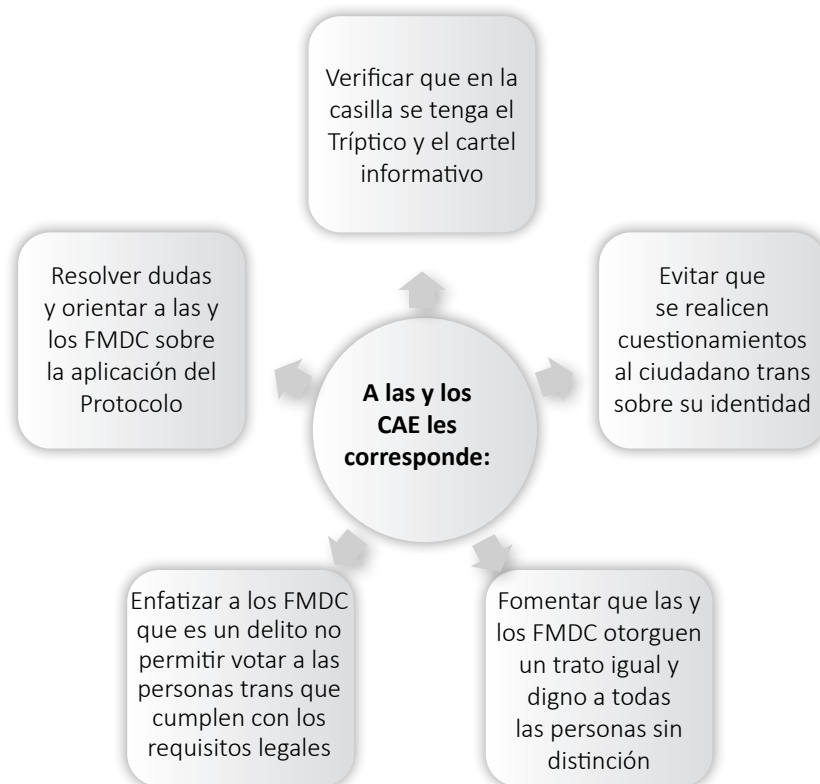 Verificar que en la
casilla se tenga el
Tríptico y el cartel
informativo
Resolver dudas
y orientar a las y
los FMDC sobre
la aplicación del
Protocolo
Evitar que
se realicen
cuestionamientos
al ciudadano trans
sobre su identidad
A las y los
CAE les
corresponde:
Enfatizar a los FMDC
que es un delito no
permitir votar a las
personas trans que
cumplen con los
requisitos legales
Fomentar que las y
los FMDC otorguen
un trato igual y
digno a todas
las personas sin
distinción